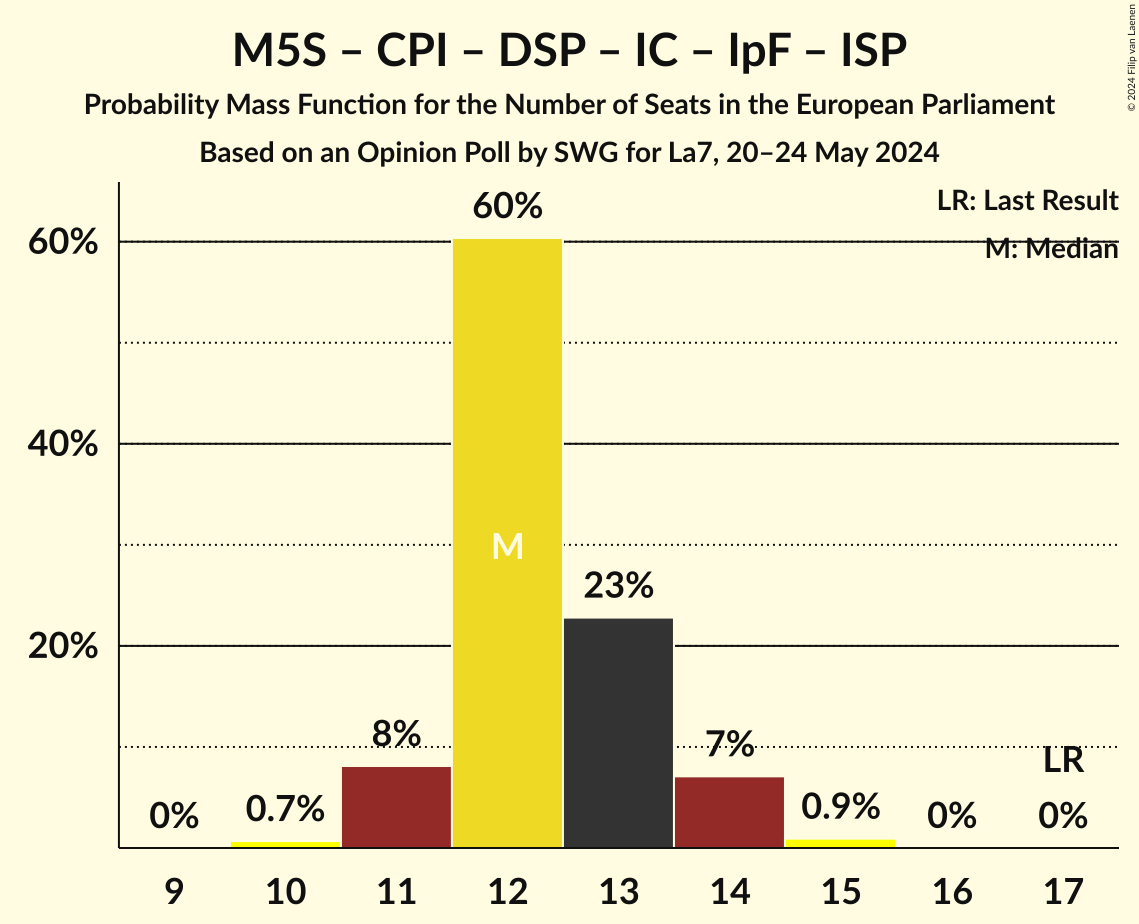 M5S – CPI – DSP – IC – IpF – ISP
Probability Mass Function for the Number of Seats in the European Parliament
Based on an Opinion Poll by SWG for La7, 20–24 May 2024
© 2024 Filip van Laenen
LR: Last Result
M: Median
60%
40%
20%
0%
0.7%
8%
60%
M
23%
7%
0.9%
0%
LR
0%
9 10 11 12 13 14 15 16 17